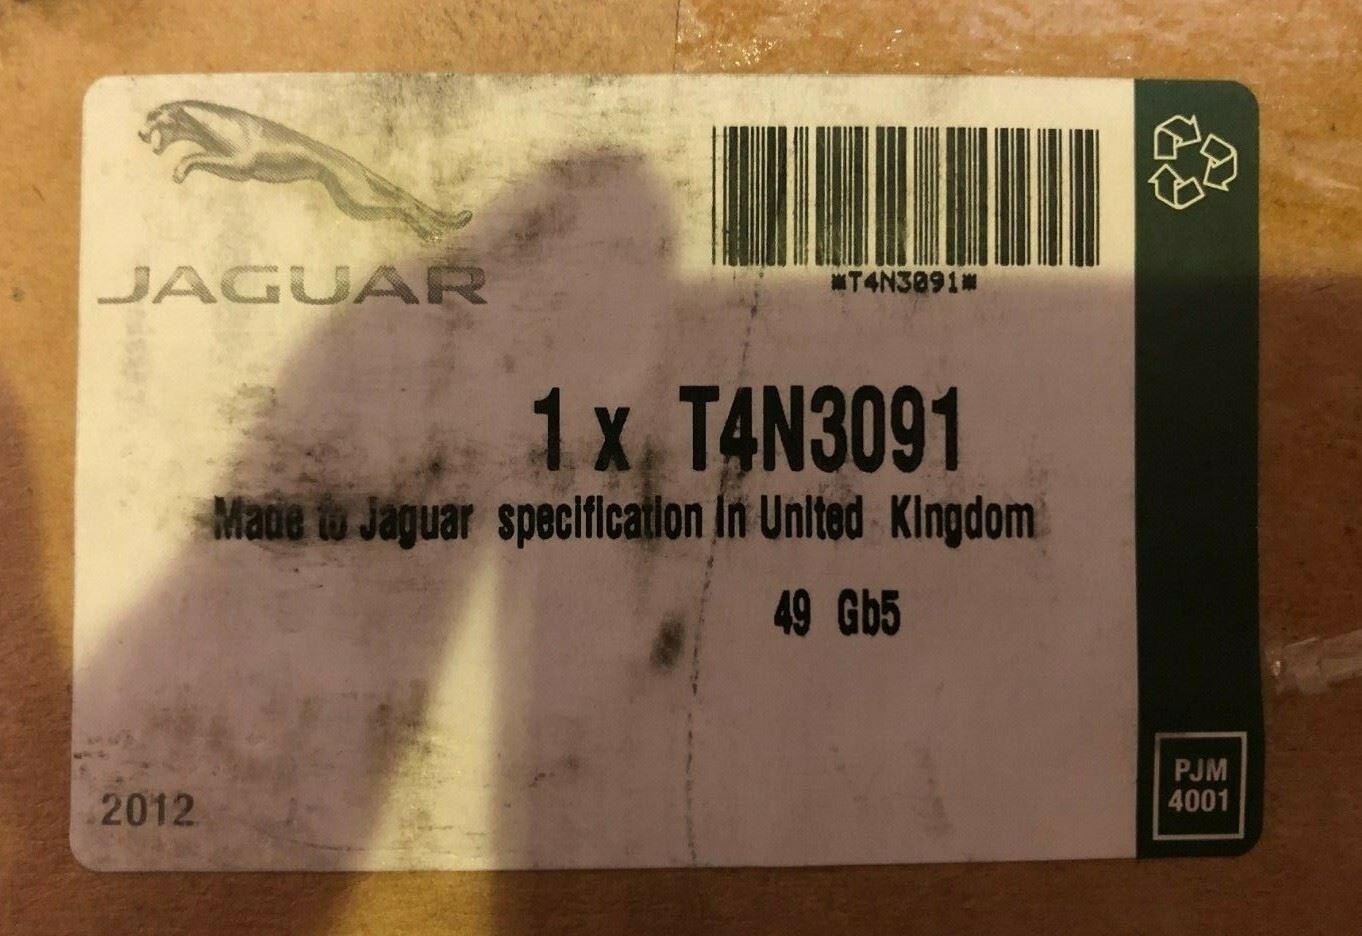 JAGUAR
*T4N3091*
1 x T4N3091
Made to Jaguar specification in United Kingdom
49 Gb5
2012
PJM
4001